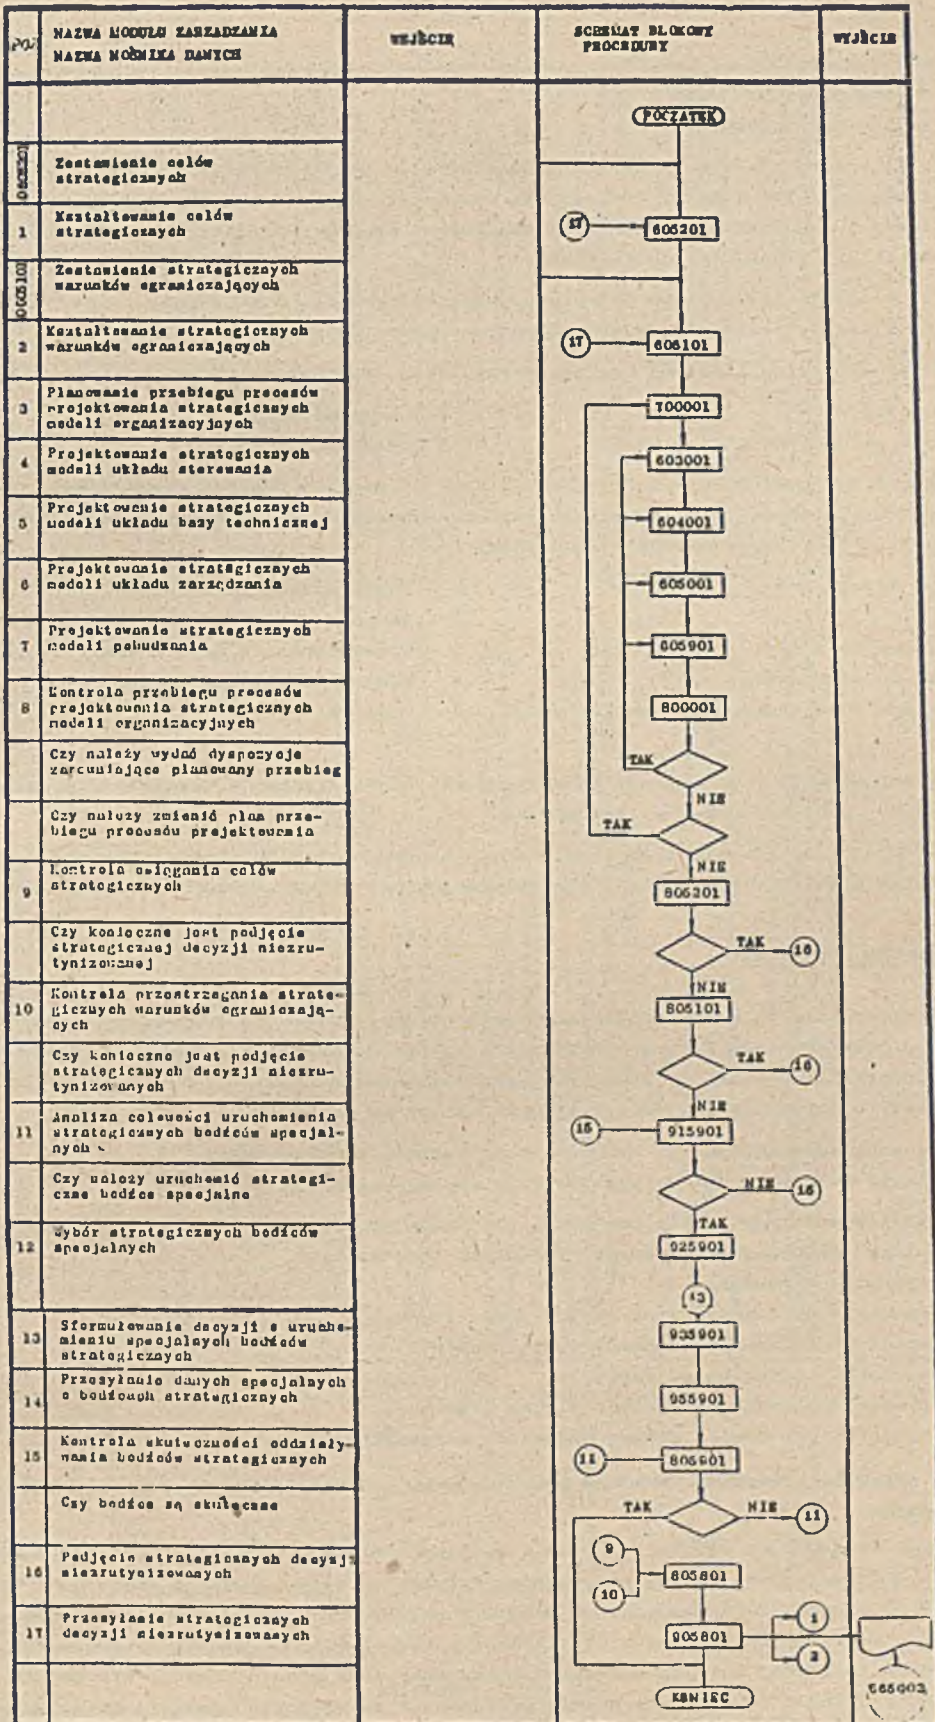 NAZWA MODUŁU ZARZĄDZANIA
NAZWA NOŚNIKA DANYCH
WEJŚCIE
SCHEMAT BLOKOWY
PROCEDURY
WYJŚCIE
POCZĄTEK
Zestawienie celów
strategicznych
1
Kształtowanie celów
strategicznych
17
605201
0605101
Zestawienie strategicznych
warunków ograniczających
2
Kształtowanie strategicznych
warunków ograniczających
17
605101
3
Planowanie przebiegu procesów
projektowania strategicznych
modeli organizacyjnych
700001
4
Projektowanie strategicznych
modeli układu sterowania
603001
5
Projektowanie strategicznych
modeli układu bazy technicznej
604001
6
Projektowanie strategicznych
modeli układu zarządzania
605001
7
Projektowanie strategicznych
modeli pobudzania
605901
8
Kontrola przebiegu procesów
projektowania strategicznych
modeli organizacyjnych
800001
Czy należy wydać dyspozycje
zarcuniające planowany przebieg
TAK
NIE
Czy należy zmienić plan prze-
biegu procesów projektowania
TAK
NIE
9
Kontrola osiągania celów
strategicznych
805201
Czy konieczne jest podjęcie
strategicznej decyzji niezru-
tynizowanej
TAK
16
NIE
10
Kontrola przestrzegania strate-
gicznych warunków ograniczają-
cych
805101
Czy konieczne jest podjęcie
strategicznych decyzji niezru-
tynizowanych
TAK
16
NIE
11
Analiza celowości uruchomienia
strategicznych bodźców specjal-
nych
15
915901
Czy należy uruchomić strategi-
czne bodźce specjalne
NIE
15
TAK
12
Wybór strategicznych bodźców
specjalnych
925901
13
13
Sformułowanie decyzji o urucho-
mieniu specjalnych bodźców
strategicznych
935901
14
Przesyłanie danych specjalnych
o bodźcach strategicznych
955901
15
Kontrola skuteczności oddziały-
wania bodźców strategicznych
11
805901
Czy bodźce są skuteczne
TAK
NIE
11
9
10
16
Podjęcie strategicznych decyzji
niezrutynizowanych
805801
17
Przesyłanie strategicznych
decyzji niezrutynizowanych
905801
1
2
KONIEC